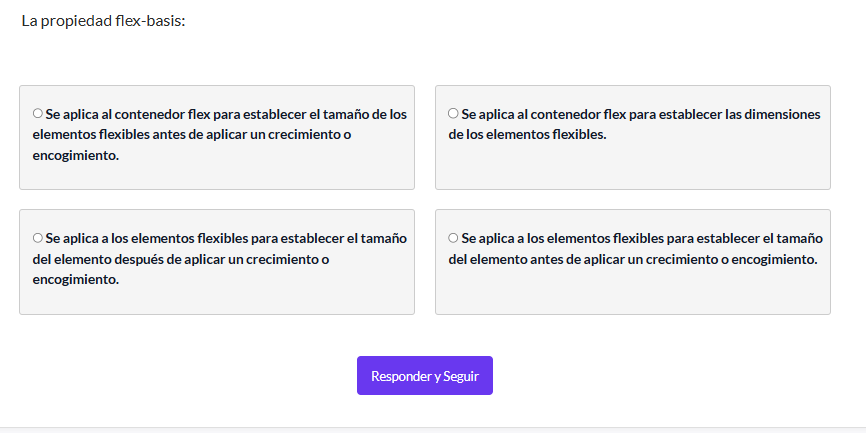 La propiedad flex-basis:
Se aplica al contenedor flex para establecer el tamaño de los
elementos flexibles antes de aplicar un crecimiento o
encogimiento.
Se aplica al contenedor flex para establecer las dimensiones
de los elementos flexibles.
Se aplica a los elementos flexibles para establecer el tamaño
del elemento después de aplicar un crecimiento o
encogimiento.
Se aplica a los elementos flexibles para establecer el tamaño
del elemento antes de aplicar un crecimiento o encogimiento.
Responder y Seguir